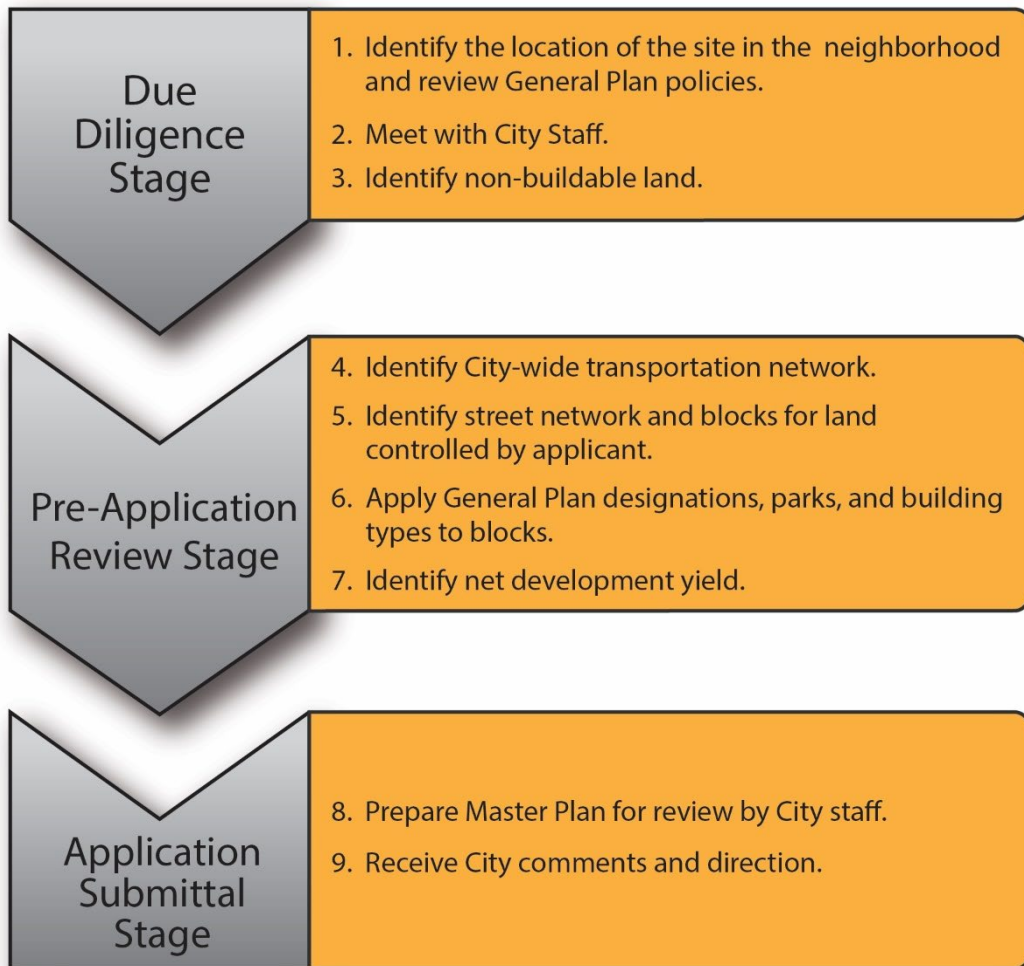 Due
Diligence
Stage
1. Identify the location of the site in the neighborhood
and review General Plan policies.
2. Meet with City Staff.
3. Identify non-buildable land.
Pre-Application
Review Stage
4. Identify City-wide transportation network.
5. Identify street network and blocks for land
controlled by applicant.
6. Apply General Plan designations, parks, and building
types to blocks.
7. Identify net development yield.
Application
Submittal
Stage
8. Prepare Master Plan for review by City staff.
9. Receive City comments and direction.